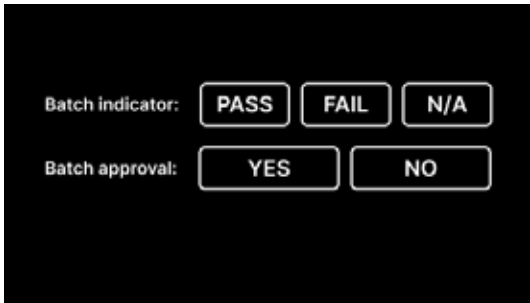 Batch indicator: PASS FAIL N/A
Batch approval: YES NO